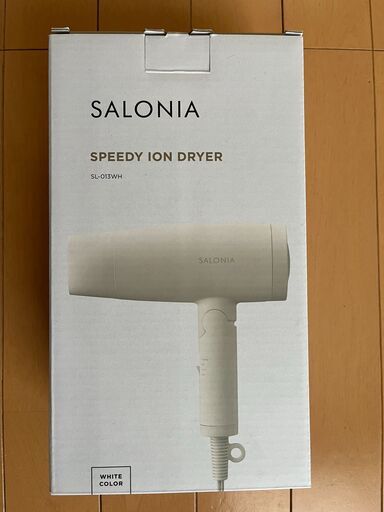 SALONIA
SPEEDY ION DRYER
SL-013WH
SALONIA
WHITE
COLOR